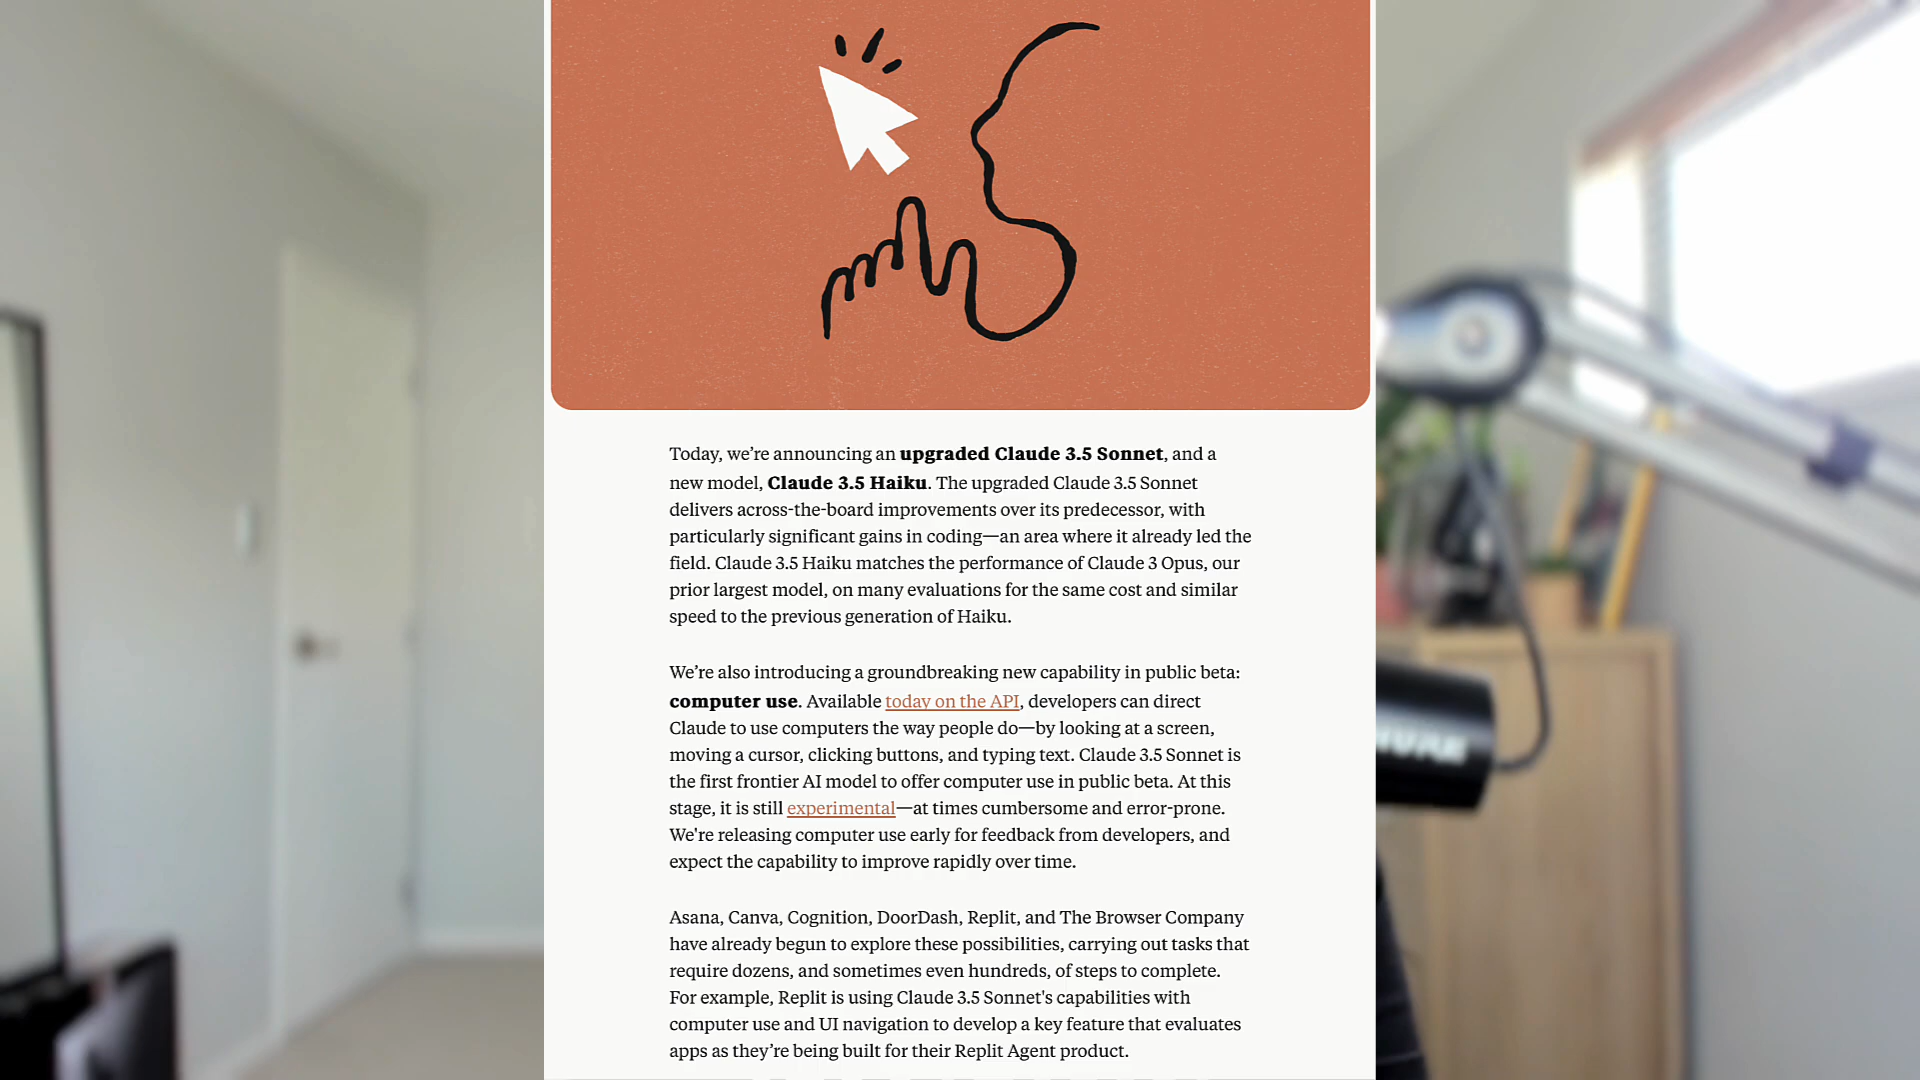 Today, we’re announcing an upgraded Claude 3.5 Sonnet, and a
new model, Claude 3.5 Haiku. The upgraded Claude 3.5 Sonnet
delivers across-the-board improvements over its predecessor, with
particularly significant gains in coding—an area where it already led the
field. Claude 3.5 Haiku matches the performance of Claude 3 Opus, our
prior largest model, on many evaluations for the same cost and similar
speed to the previous generation of Haiku.
We’re also introducing a groundbreaking new capability in public beta:
computer use. Available today on the API, developers can direct
Claude to use computers the way people do—by looking at a screen,
moving a cursor, clicking buttons, and typing text. Claude 3.5 Sonnet is
the first frontier AI model to offer computer use in public beta. At this
stage, it is still experimental—at times cumbersome and error-prone.
We're releasing computer use early for feedback from developers, and
expect the capability to improve rapidly over time.
Asana, Canva, Cognition, DoorDash, Replit, and The Browser Company
have already begun to explore these possibilities, carrying out tasks that
require dozens, and sometimes even hundreds, of steps to complete.
For example, Replit is using Claude 3.5 Sonnet's capabilities with
computer use and UI navigation to develop a key feature that evaluates
apps as they’re being built for their Replit Agent product.